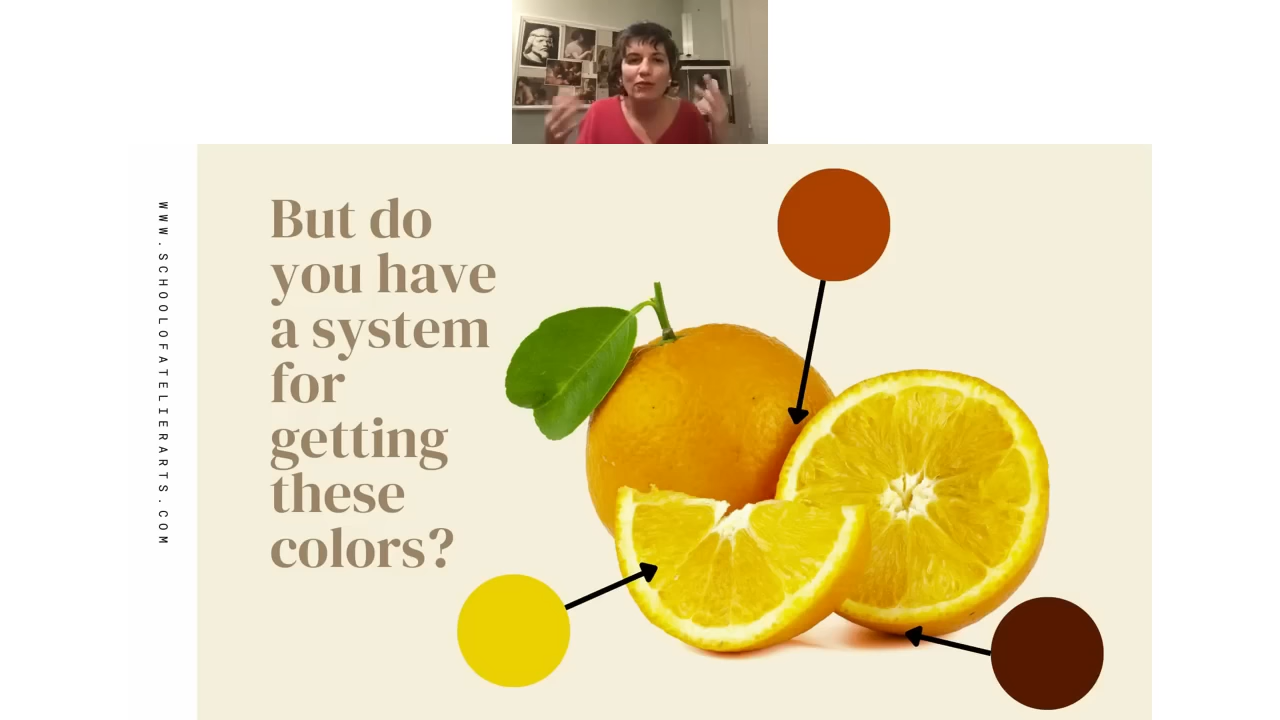 But do
you have
a system
for
getting
these
colors?
WWW.SCHOOLOFATELIERARTS.COM